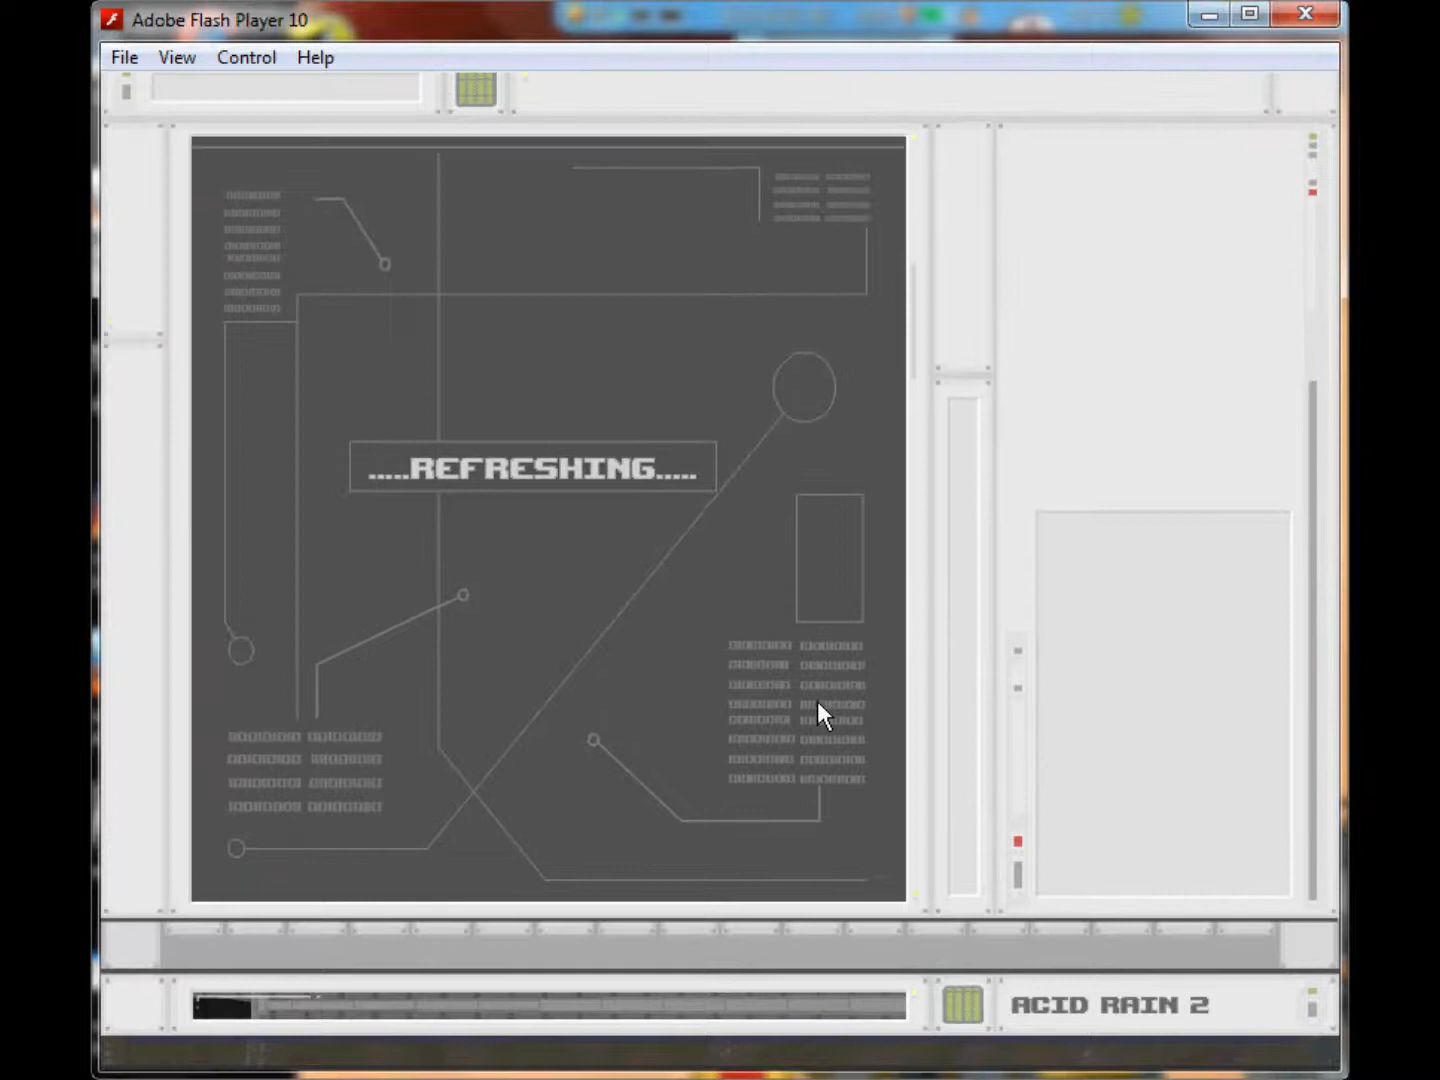 Adobe Flash Player 10
File View Control Help
.....REFRESHING.....
ACID RAIN 2